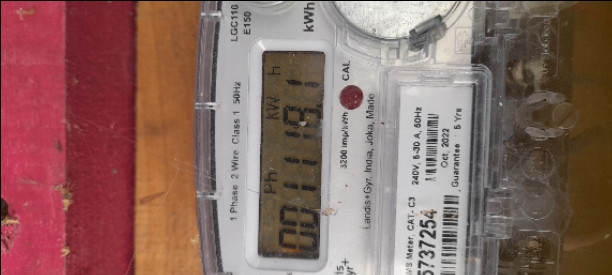 LGC110
E150
kWh
1 Phase 2 Wire Class 1 50Hz
Ph kW h
3200 imp/kWh
CAL
Landis+Gyr, India, Joka, Made
240V, 5-30 A, 50Hz
Oct. 2022
Guarantee 5 Yrs
Meter, CAT- C3
5737254